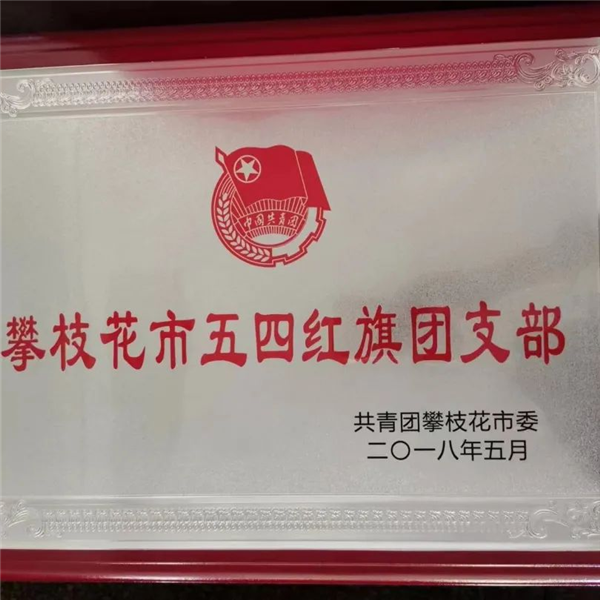 中国共青团
攀枝花市五四红旗团支部
共青团攀枝花市委
二〇一八年五月